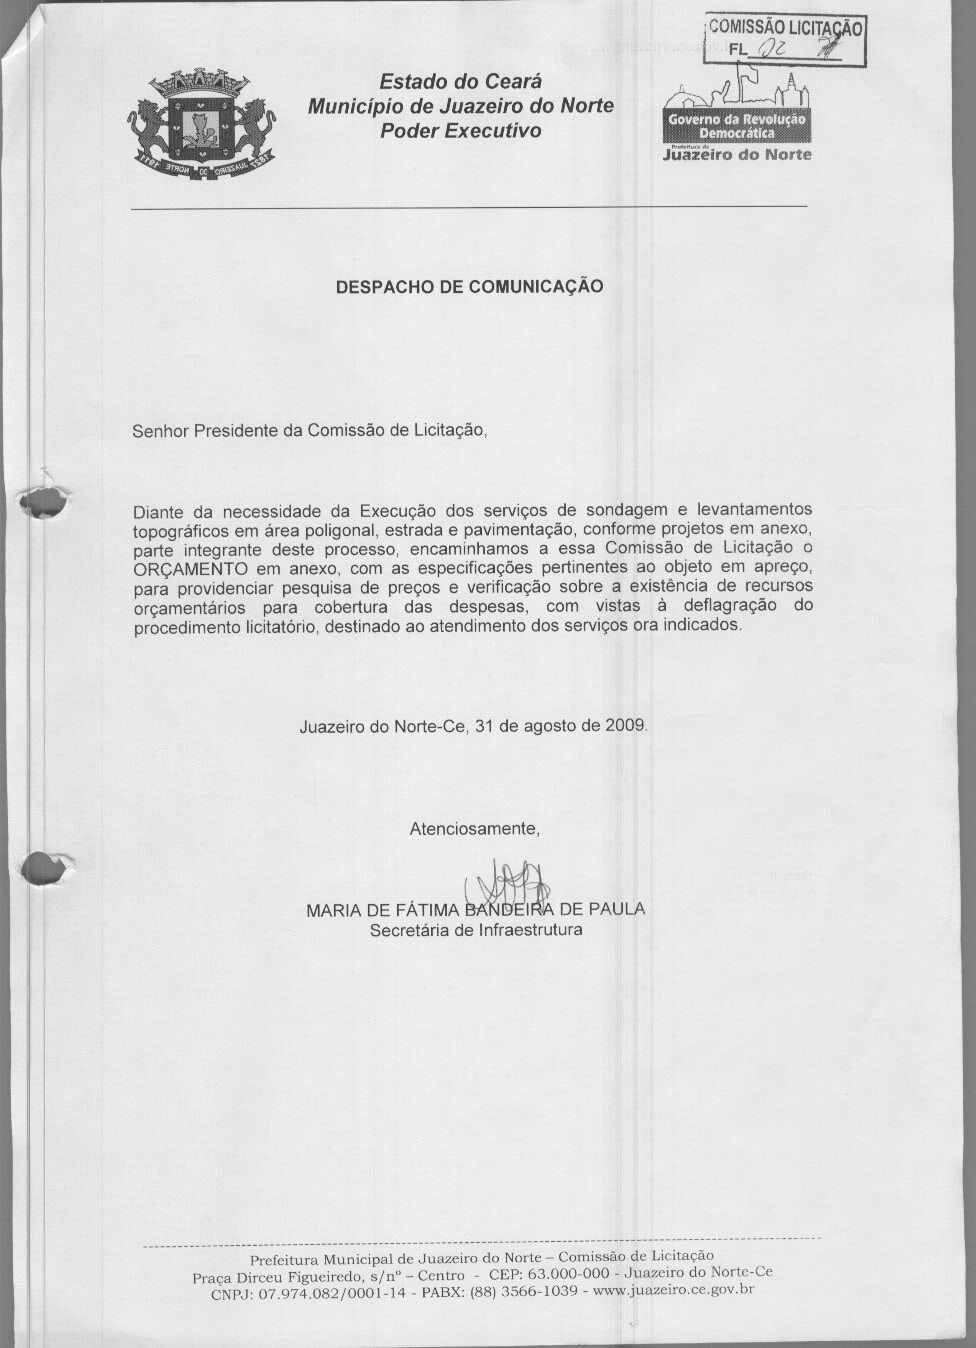 COMISSÃO LICITAÇÃO
FL 02
Estado do Ceará
Município de Juazeiro do Norte
Poder Executivo
Governo da Revolução
Democrática
Prefeitura de
Juazeiro do Norte
1827 JUAZEIRO DO NORTE 1911
DESPACHO DE COMUNICAÇÃO
Senhor Presidente da Comissão de Licitação,
Diante da necessidade da Execução dos serviços de sondagem e levantamentos
topográficos em área poligonal, estrada e pavimentação, conforme projetos em anexo,
parte integrante deste processo, encaminhamos a essa Comissão de Licitação o
ORÇAMENTO em anexo, com as especificações pertinentes ao objeto em apreço,
para providenciar pesquisa de preços e verificação sobre a existência de recursos
orçamentários para cobertura das despesas, com vistas à deflagração do
procedimento licitatório, destinado ao atendimento dos serviços ora indicados.
Juazeiro do Norte-Ce, 31 de agosto de 2009.
Atenciosamente,
MARIA DE FÁTIMA BANDEIRA DE PAULA
Secretária de Infraestrutura
Prefeitura Municipal de Juazeiro do Norte – Comissão de Licitação
Praça Dirceu Figueiredo, s/nº – Centro - CEP: 63.000-000 - Juazeiro do Norte-Ce
CNPJ: 07.974.082/0001-14 - PABX: (88) 3566-1039 - www.juazeiro.ce.gov.br